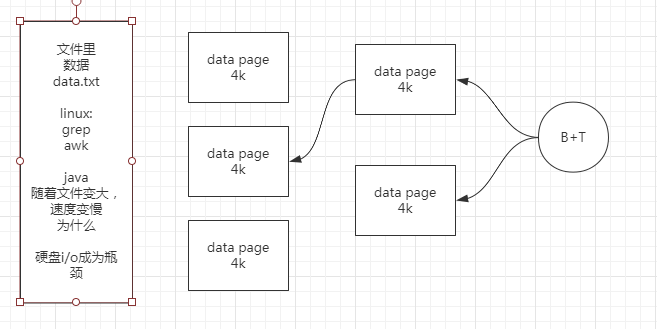 文件里
数据
data.txt
linux:
grep
awk
java
随着文件变大，
速度变慢
为什么
硬盘i/o成为瓶
颈
data page
4k
data page
4k
data page
4k
data page
4k
data page
4k
B+T